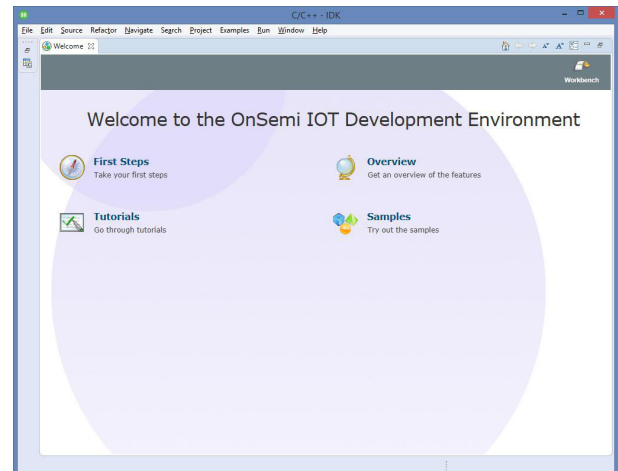 C/C++ - IDK
File Edit Source Refactor Navigate Search Project Examples Run Window Help
Welcome
Workbench
Welcome to the OnSemi IOT Development Environment
First Steps
Take your first steps
Overview
Get an overview of the features
Tutorials
Go through tutorials
Samples
Try out the samples